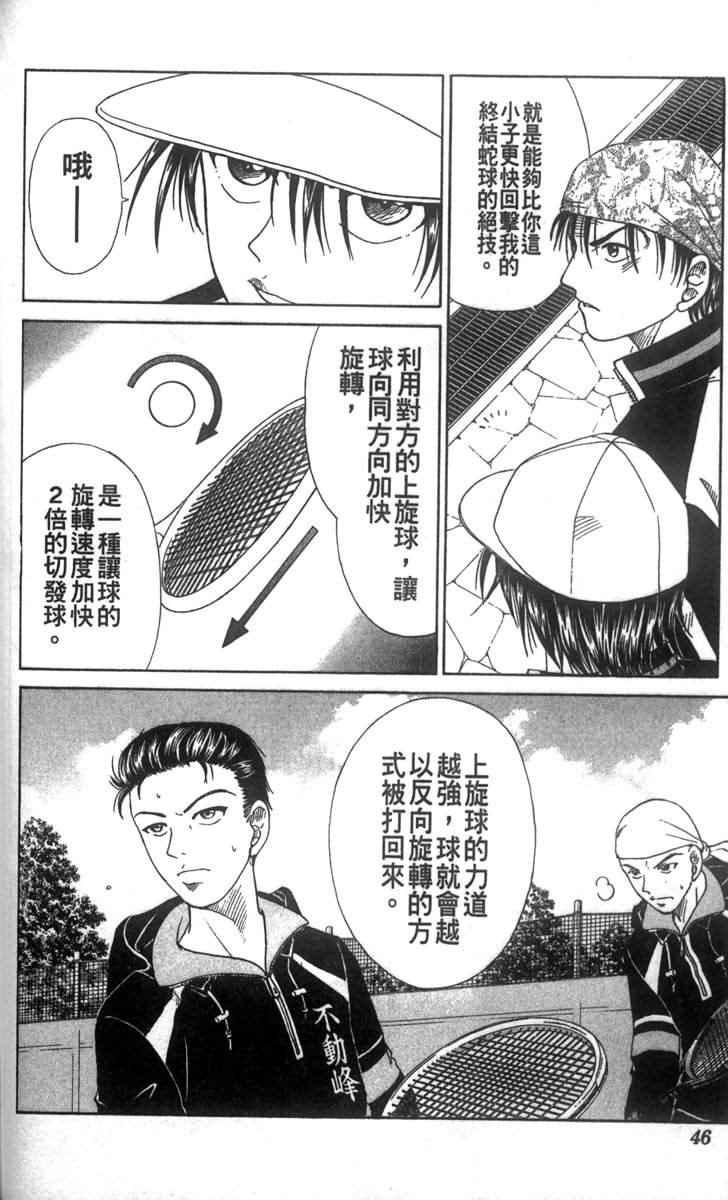 就是能夠比你這
小子更快回擊我的
終結蛇球的絕技。
哦—
利用對方的上旋球，讓
球向同方向加快
旋轉，
是一種讓球的
旋轉速度加快
2倍的切發球。
上旋球的力道
越強，球就會越
以反向旋轉的方
式被打回來。
不動峰
46